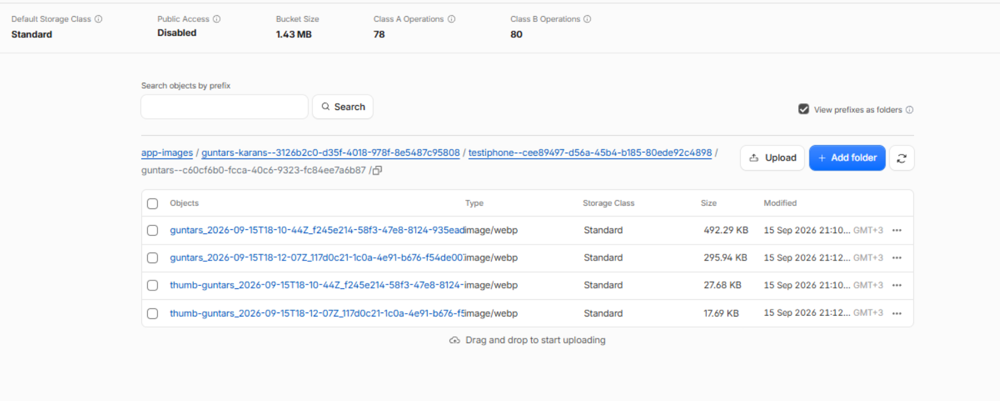 Default Storage Class Public Access Bucket Size Class A Operations Class B Operations
Standard Disabled 1.43 MB 78 80
Search objects by prefix
Search
View prefixes as folders
app-images / guntars-karans--3126b2c0-d35f-4018-978f-8e5487c95808 / testiphone--cee89497-d56a-45b4-b185-80ede92c4898 /
guntars--c60cf6b0-fcca-40c6-9323-fc84ee7a6b87 /
Upload + Add folder
Objects Type Storage Class Size Modified
guntars_2026-09-15T18-10-44Z_f245e214-58f3-47e8-8124-935ead image/webp Standard 492.29 KB 15 Sep 2026 21:10... GMT+3
guntars_2026-09-15T18-12-07Z_117d0c21-1c0a-4e91-b676-f54de00 image/webp Standard 295.94 KB 15 Sep 2026 21:12... GMT+3
thumb-guntars_2026-09-15T18-10-44Z_f245e214-58f3-47e8-8124- image/webp Standard 27.68 KB 15 Sep 2026 21:10... GMT+3
thumb-guntars_2026-09-15T18-12-07Z_117d0c21-1c0a-4e91-b676-f5 image/webp Standard 17.69 KB 15 Sep 2026 21:12... GMT+3
Drag and drop to start uploading